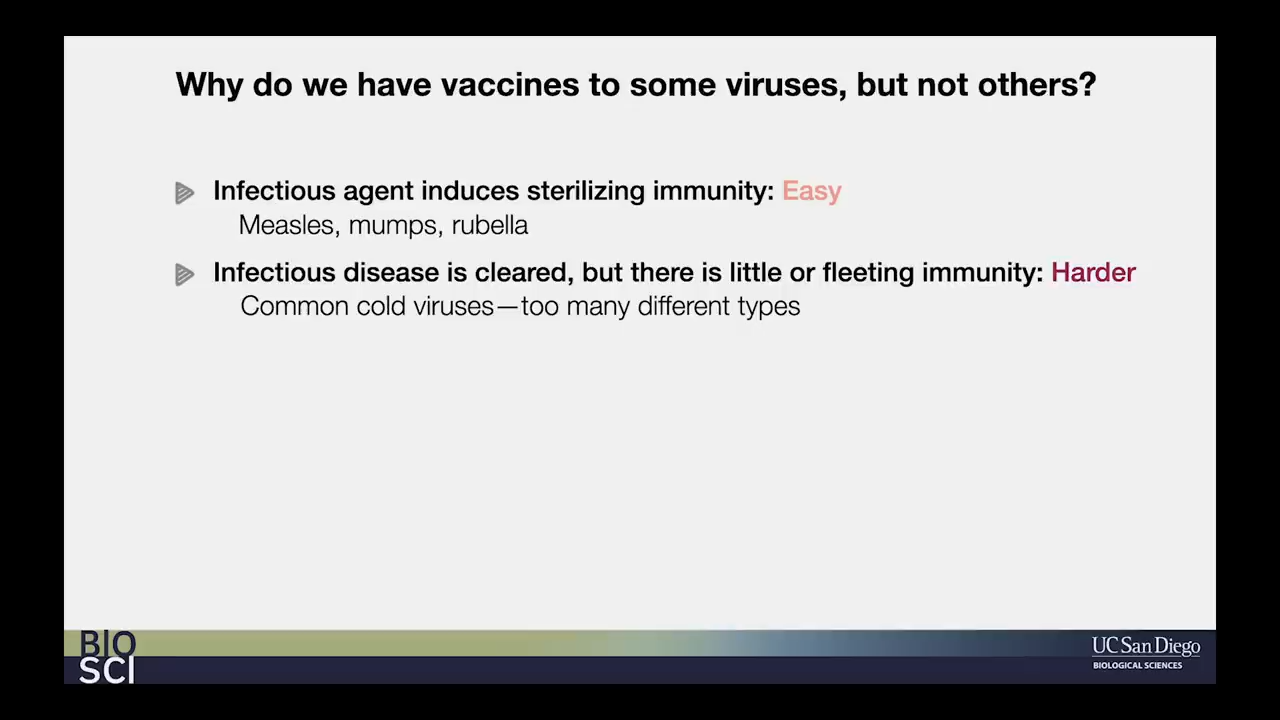 Why do we have vaccines to some viruses, but not others?
Infectious agent induces sterilizing immunity: Easy
Measles, mumps, rubella
Infectious disease is cleared, but there is little or fleeting immunity: Harder
Common cold viruses—too many different types
BIO
SCI
UC San Diego
BIOLOGICAL SCIENCES